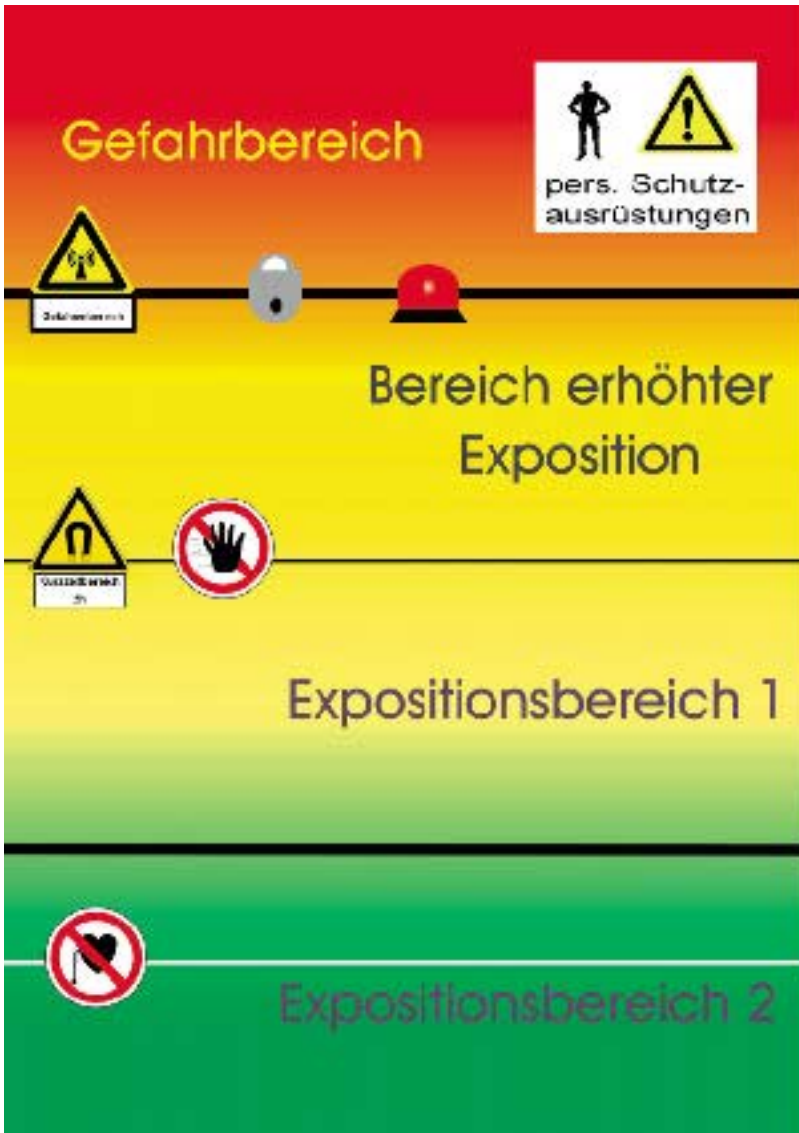 Gefahrbereich
pers. Schutz-
ausrüstungen
Bereich erhöhter
Exposition
Expositionsbereich 1
Expositionsbereich 2